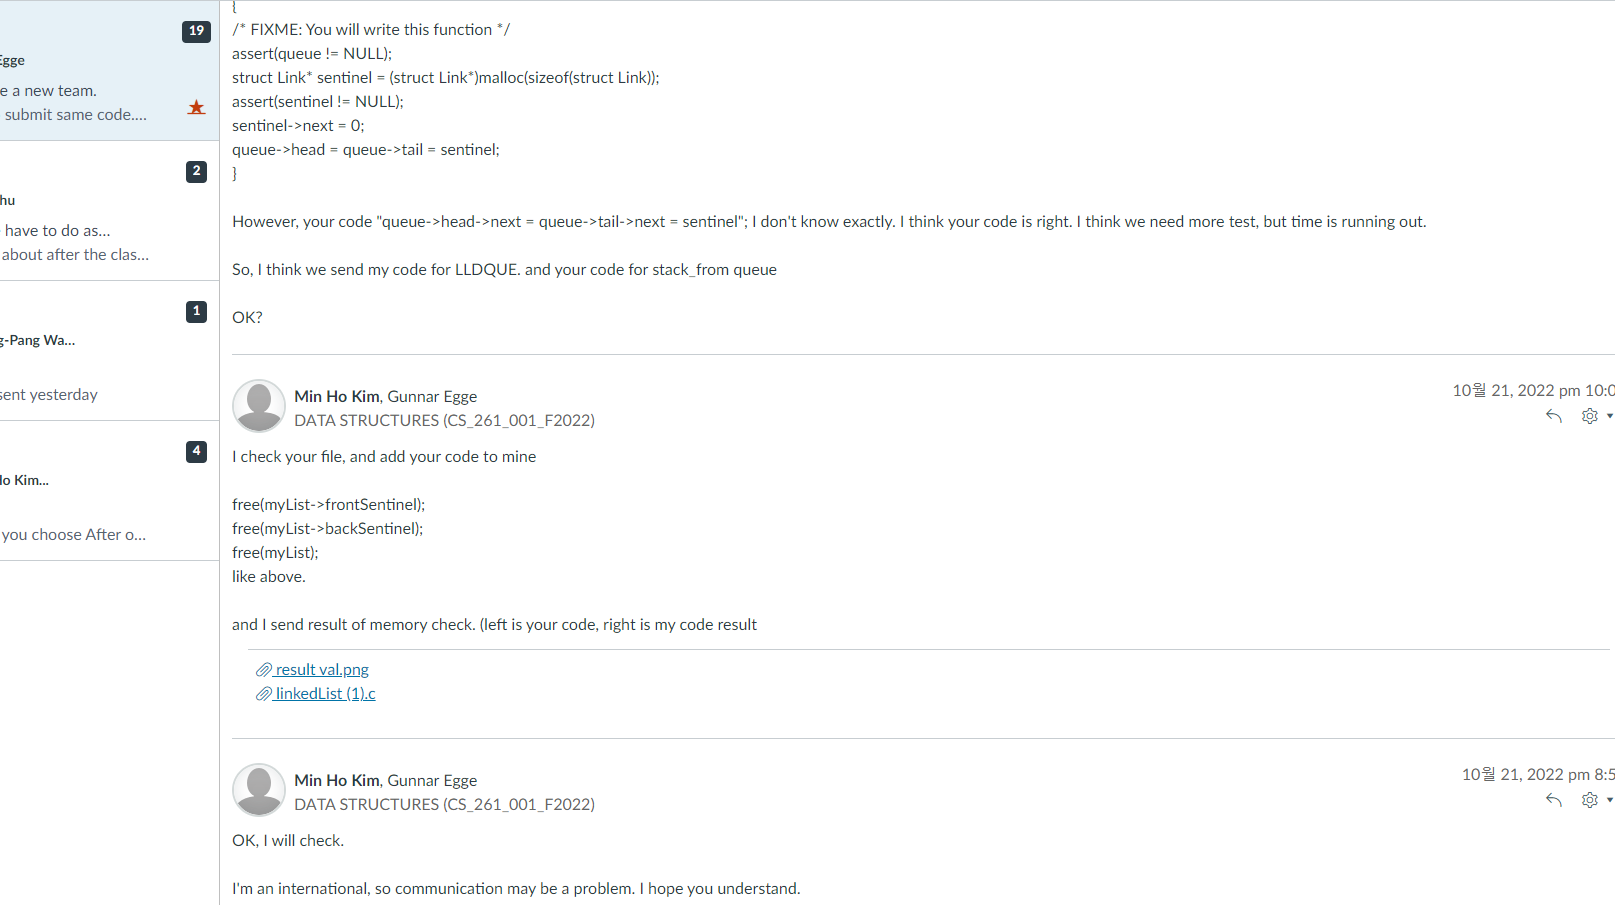 19
Egge
e a new team.
submit same code....
2
hu
have to do as...
about after the clas...
1
g-Pang Wa...
sent yesterday
4
Ho Kim...
you choose After o...
{
/* FIXME: You will write this function */
assert(queue != NULL);
struct Link* sentinel = (struct Link*)malloc(sizeof(struct Link));
assert(sentinel != NULL);
sentinel->next = 0;
queue->head = queue->tail = sentinel;
}
However, your code "queue->head->next = queue->tail->next = sentinel"; I don't know exactly. I think your code is right. I think we need more test, but time is running out.
So, I think we send my code for LLDQUE. and your code for stack_from queue
OK?
Min Ho Kim, Gunnar Egge
10월 21, 2022 pm 10:0
DATA STRUCTURES (CS_261_001_F2022)
I check your file, and add your code to mine
free(myList->frontSentinel);
free(myList->backSentinel);
free(myList);
like above.
and I send result of memory check. (left is your code, right is my code result
result val.png
linkedList (1).c
Min Ho Kim, Gunnar Egge
10월 21, 2022 pm 8:5
DATA STRUCTURES (CS_261_001_F2022)
OK, I will check.
I'm an international, so communication may be a problem. I hope you understand.